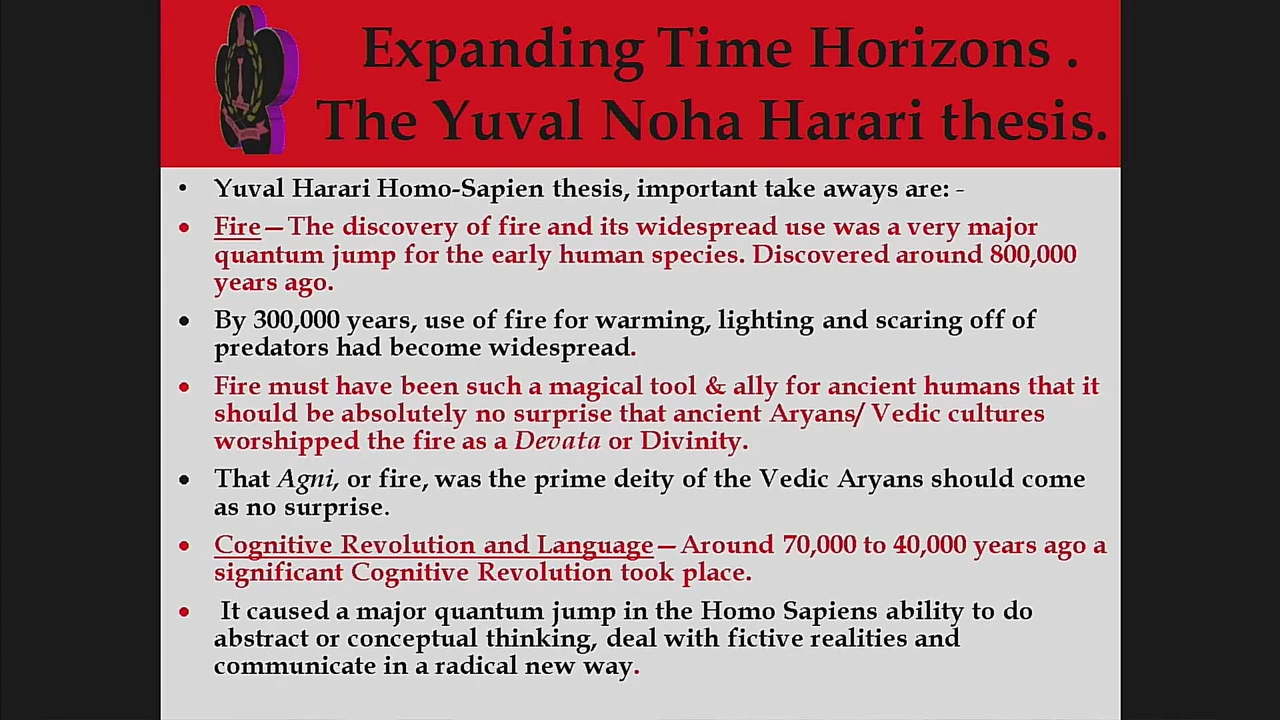 Expanding Time Horizons .
The Yuval Noha Harari thesis.
• Yuval Harari Homo-Sapien thesis, important take aways are: -
• Fire—The discovery of fire and its widespread use was a very major
quantum jump for the early human species. Discovered around 800,000
years ago.
• By 300,000 years, use of fire for warming, lighting and scaring off of
predators had become widespread.
• Fire must have been such a magical tool & ally for ancient humans that it
should be absolutely no surprise that ancient Aryans/ Vedic cultures
worshipped the fire as a Devata or Divinity.
• That Agni, or fire, was the prime deity of the Vedic Aryans should come
as no surprise.
• Cognitive Revolution and Language—Around 70,000 to 40,000 years ago a
significant Cognitive Revolution took place.
• It caused a major quantum jump in the Homo Sapiens ability to do
abstract or conceptual thinking, deal with fictive realities and
communicate in a radical new way.